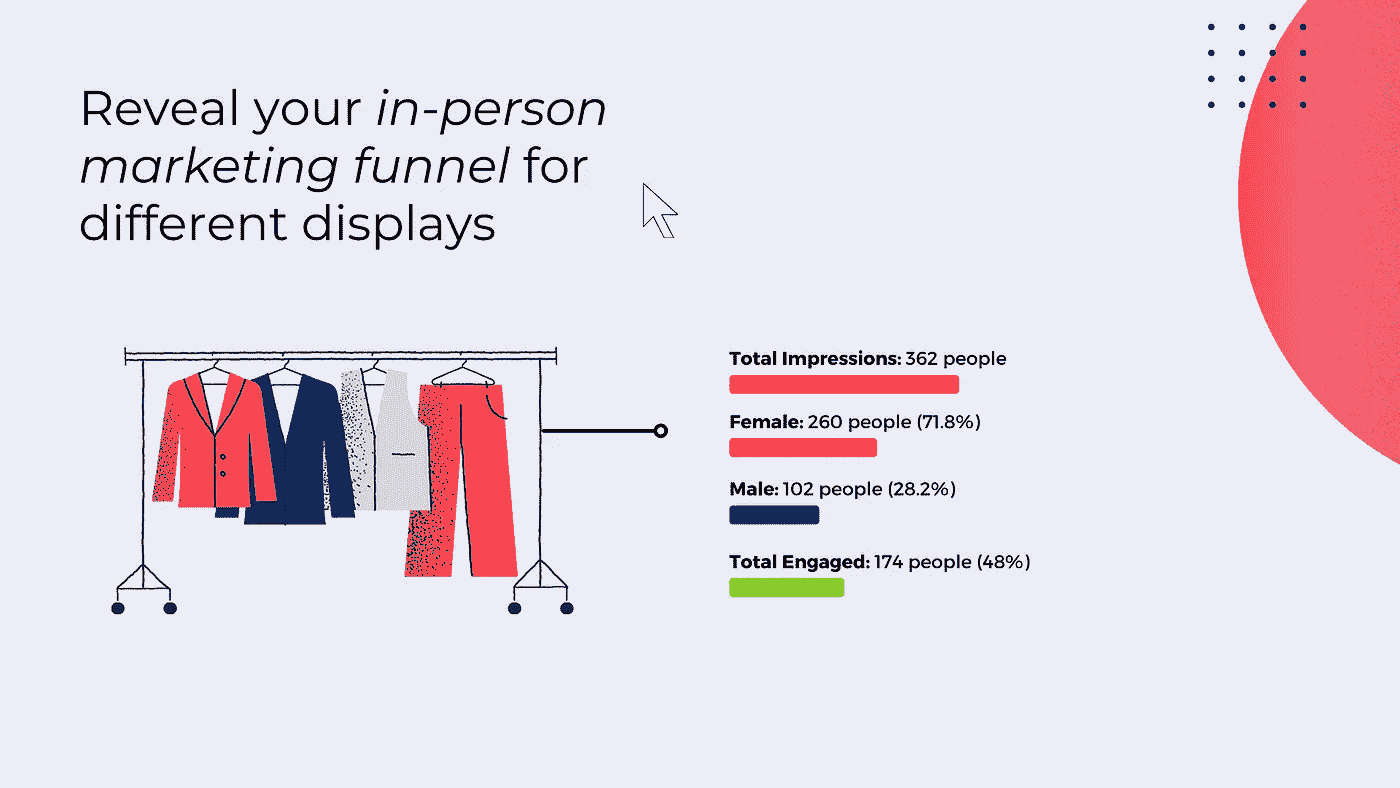 Reveal your in-person
marketing funnel for
different displays
Total Impressions: 362 people
Female: 260 people (71.8%)
Male: 102 people (28.2%)
Total Engaged: 174 people (48%)